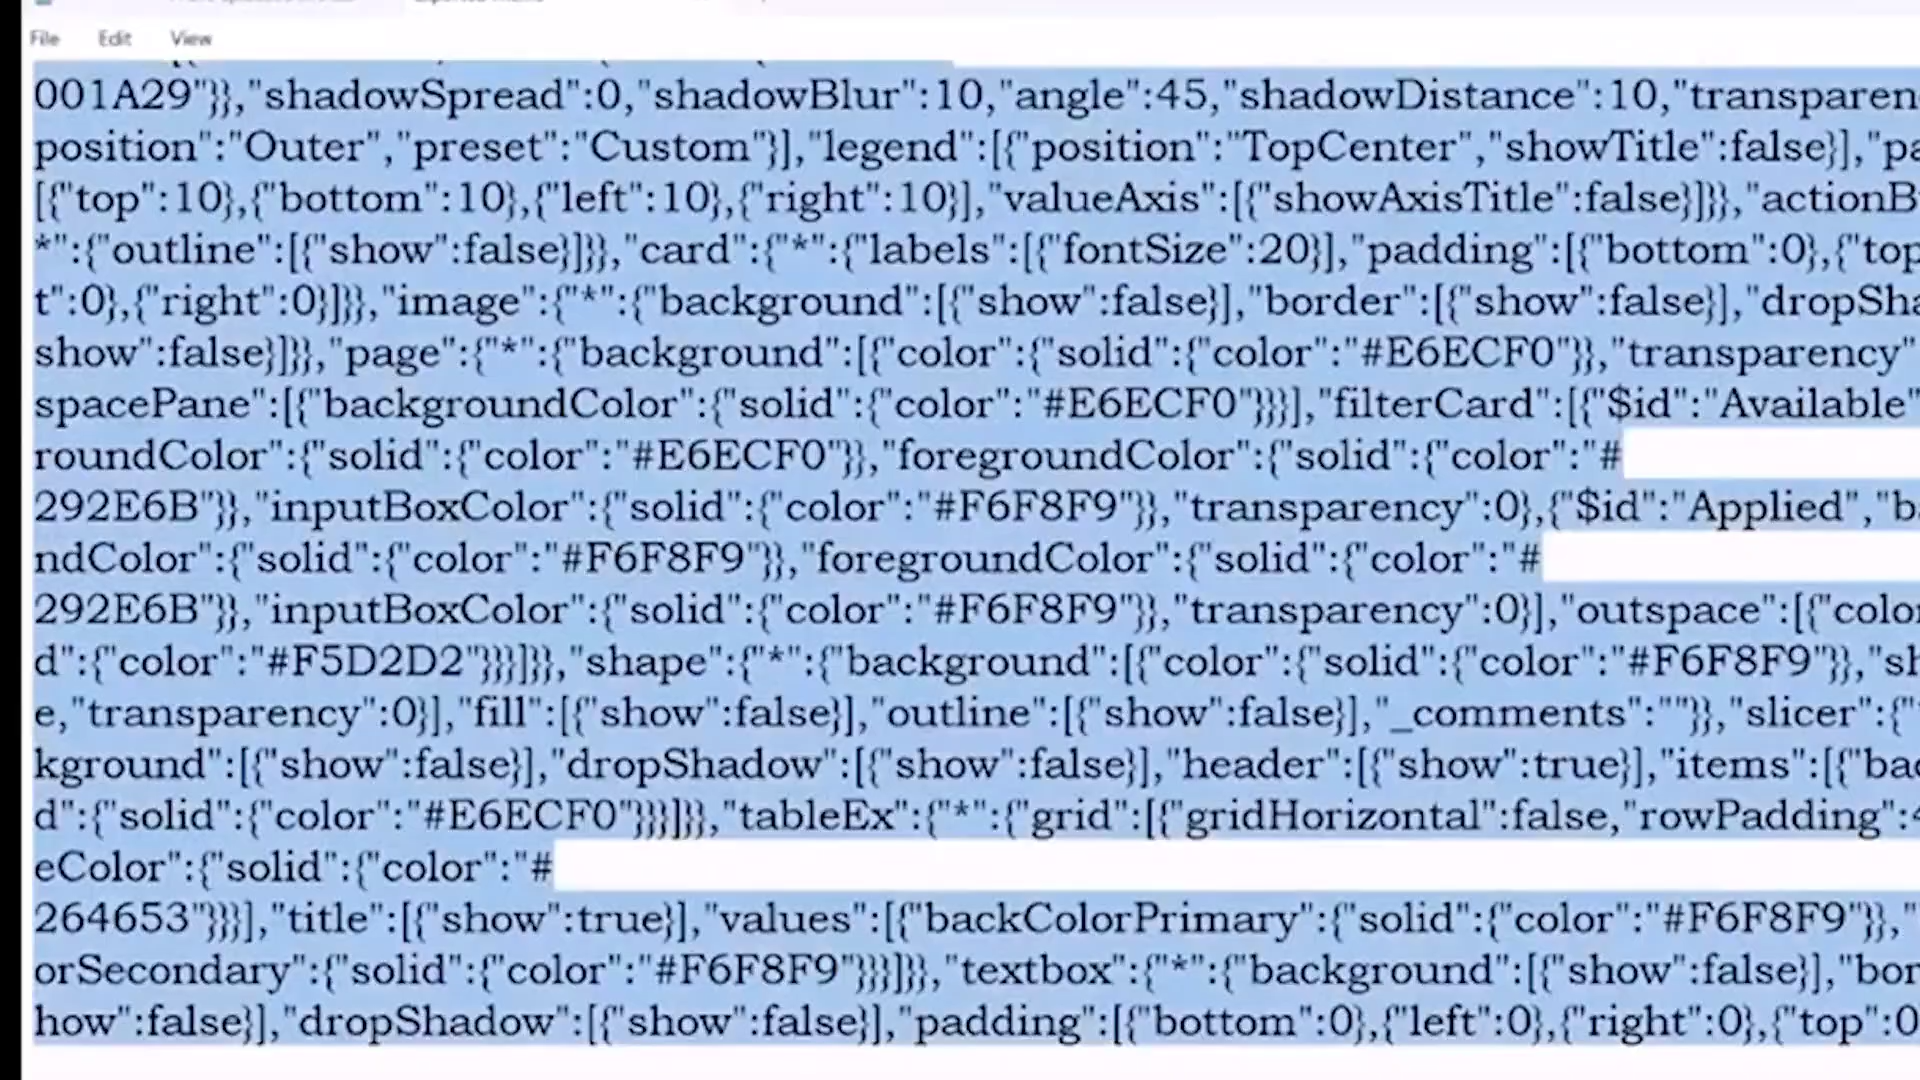 File Edit View
001A29"}},"shadowSpread":0,"shadowBlur":10,"angle":45,"shadowDistance":10,"transparen
position":"Outer","preset":"Custom"}],"legend":[{"position":"TopCenter","showTitle":false}],"pa
[{"top":10},{"bottom":10},{"left":10},{"right":10}],"valueAxis":[{"showAxisTitle":false}]}},"actionB
*":{"outline":[{"show":false}]}},"card":{"*":{"labels":[{"fontSize":20}],"padding":[{"bottom":0},{"top
t":0},{"right":0}]}},"image":{"*":{"background":[{"show":false}],"border":[{"show":false}],"dropSha
show":false}]}},"page":{"*":{"background":[{"color":{"solid":{"color":"#E6ECF0"}},"transparency"
spacePane":[{"backgroundColor":{"solid":{"color":"#E6ECF0"}}}],"filterCard":[{"$id":"Available"
roundColor":{"solid":{"color":"#E6ECF0"}},"foregroundColor":{"solid":{"color":"#
292E6B"}},"inputBoxColor":{"solid":{"color":"#F6F8F9"}},"transparency":0},{"$id":"Applied","ba
ndColor":{"solid":{"color":"#F6F8F9"}},"foregroundColor":{"solid":{"color":"#
292E6B"}},"inputBoxColor":{"solid":{"color":"#F6F8F9"}},"transparency":0}],"outspace":[{"color
d":{"color":"#F5D2D2"}}}]}},"shape":{"*":{"background":[{"color":{"solid":{"color":"#F6F8F9"}},"sh
e,"transparency":0}],"fill":[{"show":false}],"outline":[{"show":false}],"_comments":""}},"slicer":{"
kground":[{"show":false}],"dropShadow":[{"show":false}],"header":[{"show":true}],"items":[{"bac
d":{"solid":{"color":"#E6ECF0"}}}]}},"tableEx":{"*":{"grid":[{"gridHorizontal":false,"rowPadding":4
eColor":{"solid":{"color":"#
264653"}}}],"title":[{"show":true}],"values":[{"backColorPrimary":{"solid":{"color":"#F6F8F9"}},"
orSecondary":{"solid":{"color":"#F6F8F9"}}}]}},"textbox":{"*":{"background":[{"show":false}],"bor
how":false}],"dropShadow":[{"show":false}],"padding":[{"bottom":0},{"left":0},{"right":0},{"top":0